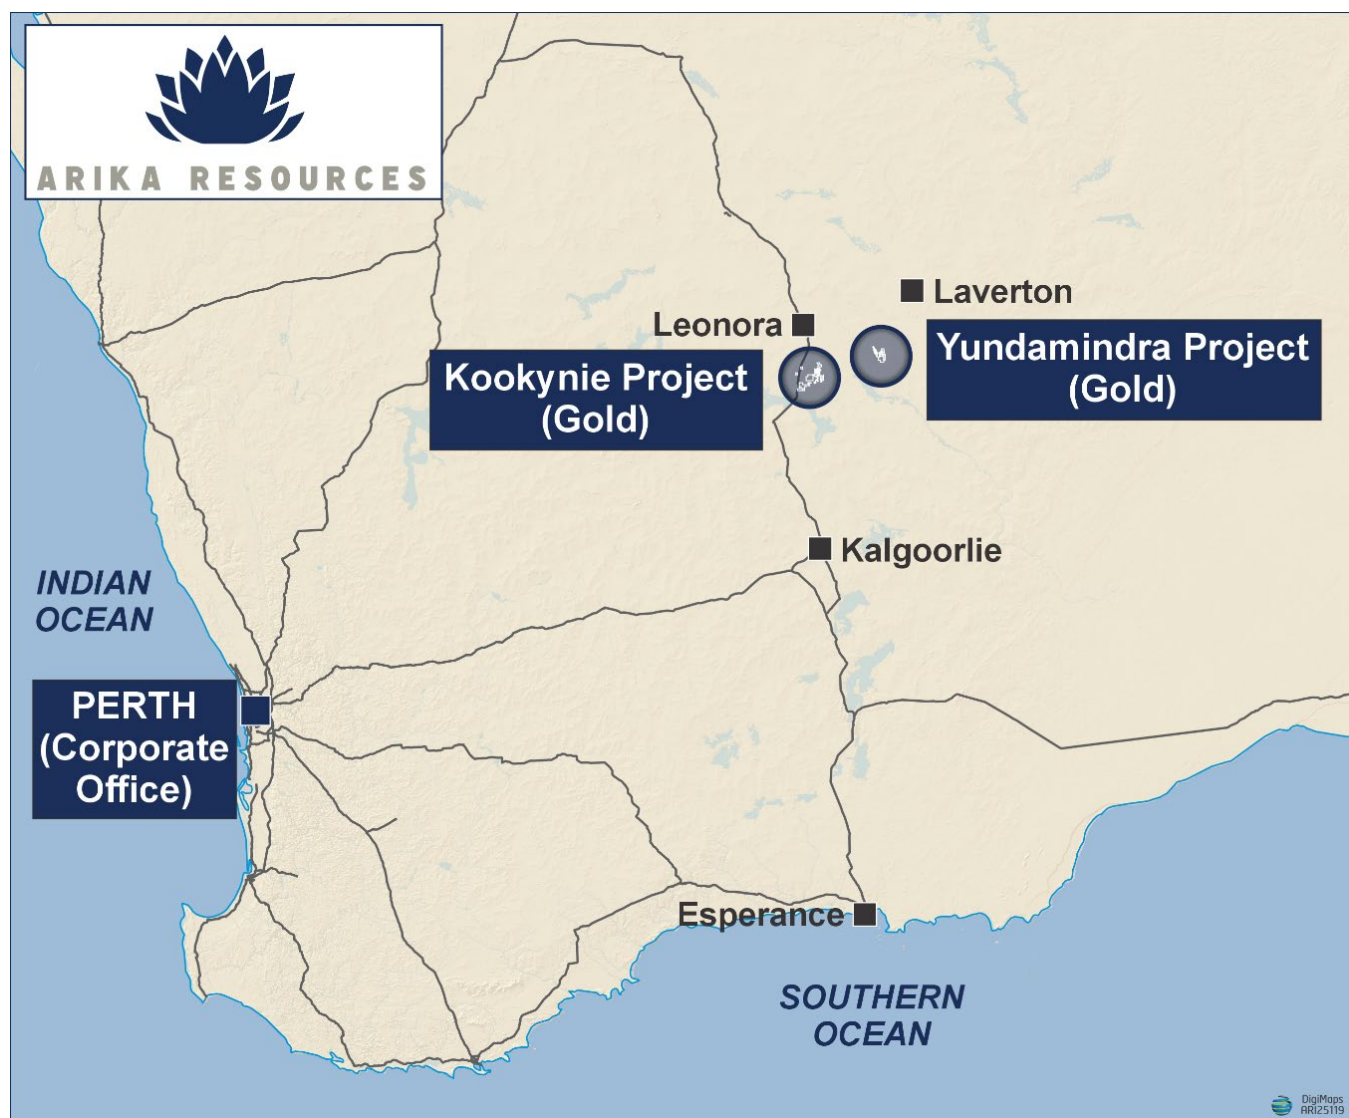 ARIKA RESOURCES
Laverton
Leonora
Yundamindra Project
(Gold)
Kookynie Project
(Gold)
Kalgoorlie
INDIAN
OCEAN
PERTH
(Corporate
Office)
Esperance
SOUTHERN
OCEAN
DigiMaps
ARI25119